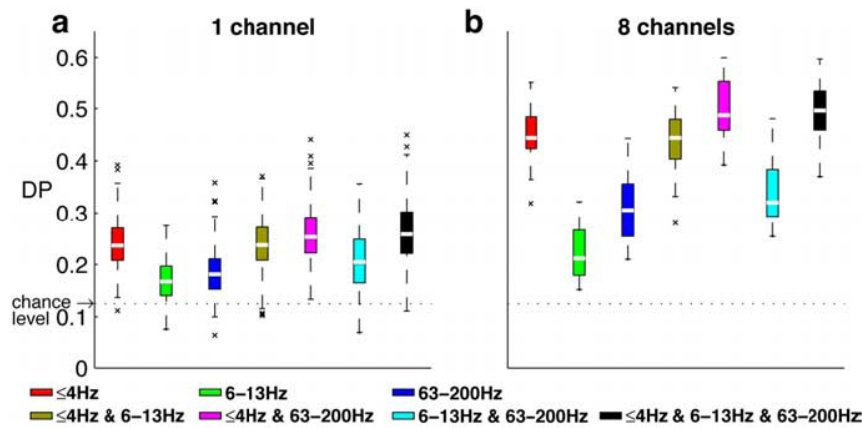 a 1 channel b 8 channels
0.6
0.5
0.4
DP
0.3
0.2
chance
level
0.1
0
≤4Hz 6–13Hz 63–200Hz
≤4Hz & 6–13Hz ≤4Hz & 63–200Hz 6–13Hz & 63–200Hz ≤4Hz & 6–13Hz & 63–200Hz